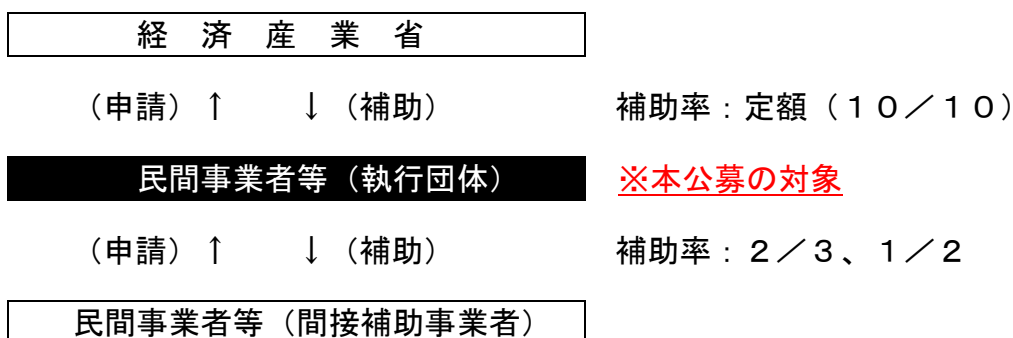 経済産業省
（申請）↑ ↓（補助） 補助率：定額（１０／１０）
民間事業者等（執行団体） ※本公募の対象
（申請）↑ ↓（補助） 補助率：２／３、１／２
民間事業者等（間接補助事業者）